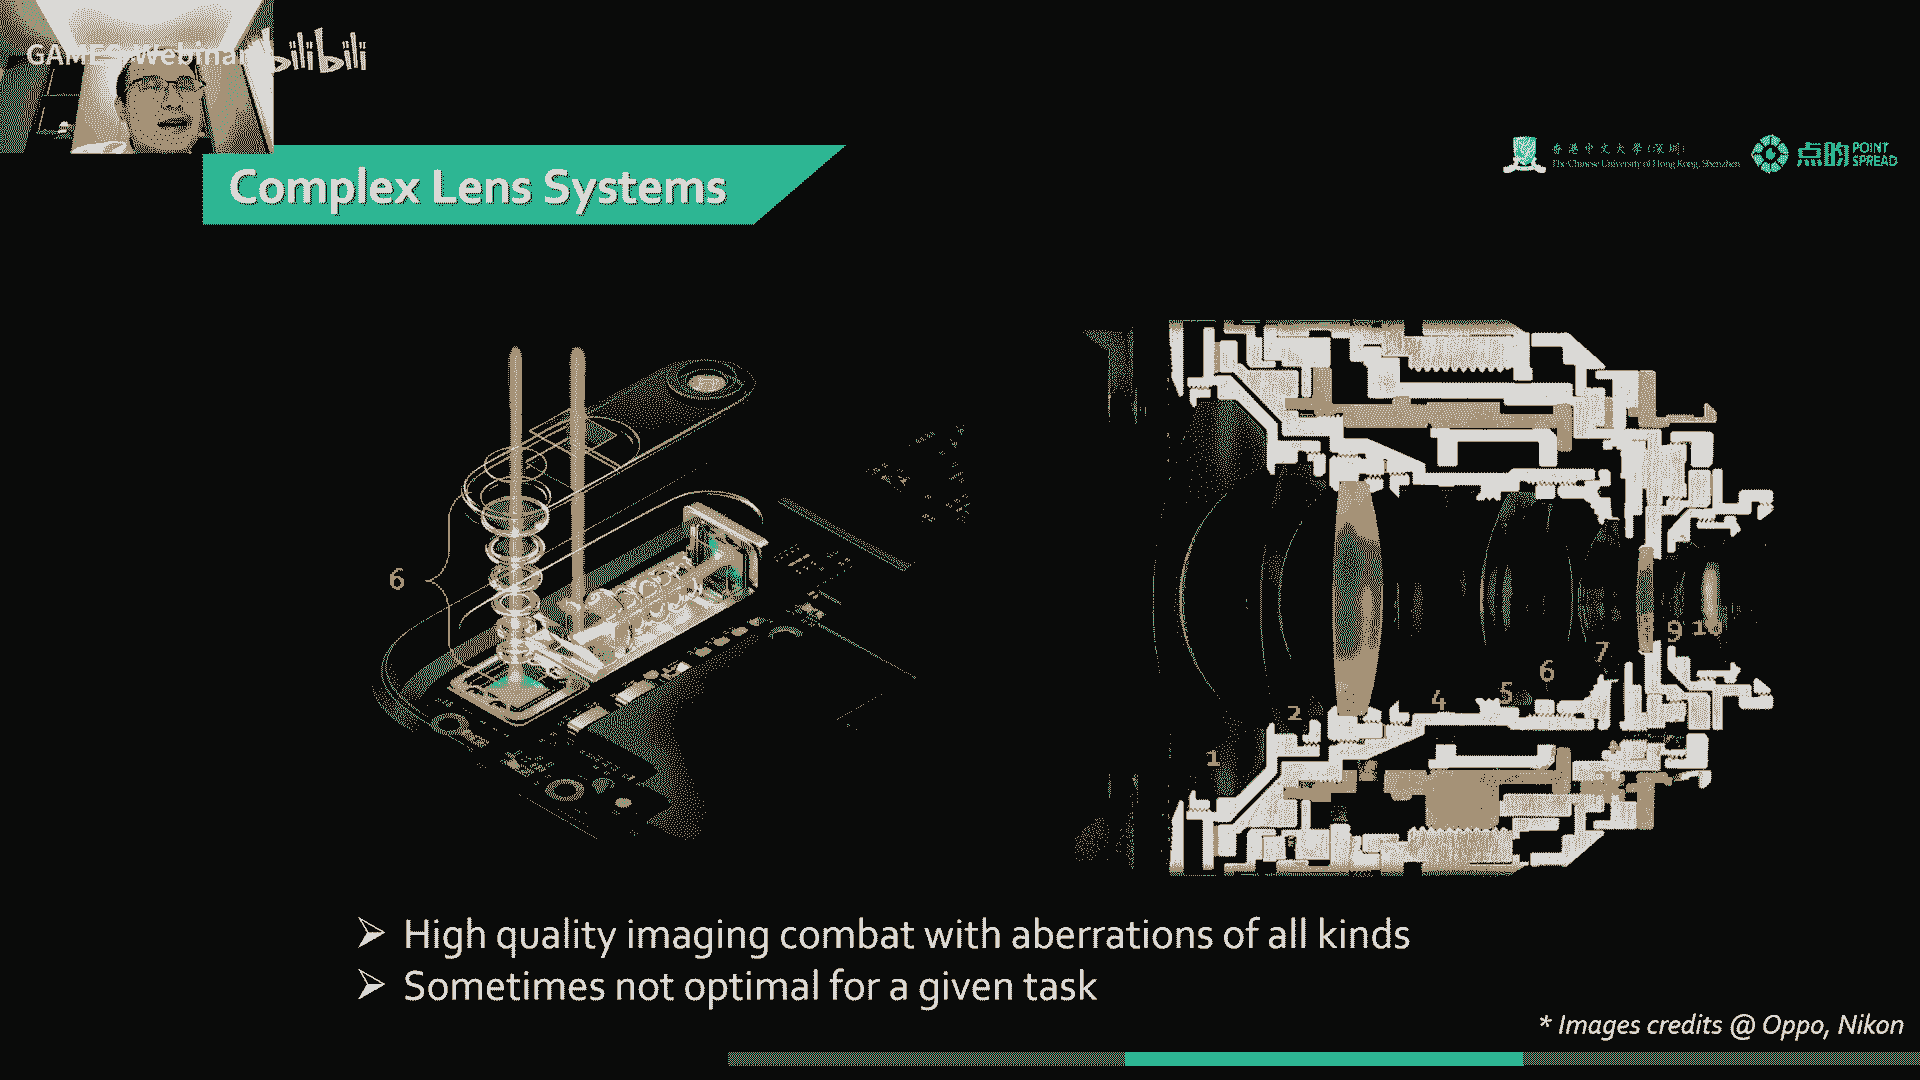 GAMES Webinar bilibili
香港中文大學(深圳)
The Chinese University of Hong Kong, Shenzhen
点昀 POINT SPREAD
Complex Lens Systems
6
1
2
4
5
6
7
9
10
High quality imaging combat with aberrations of all kinds
Sometimes not optimal for a given task
* Images credits @ Oppo, Nikon